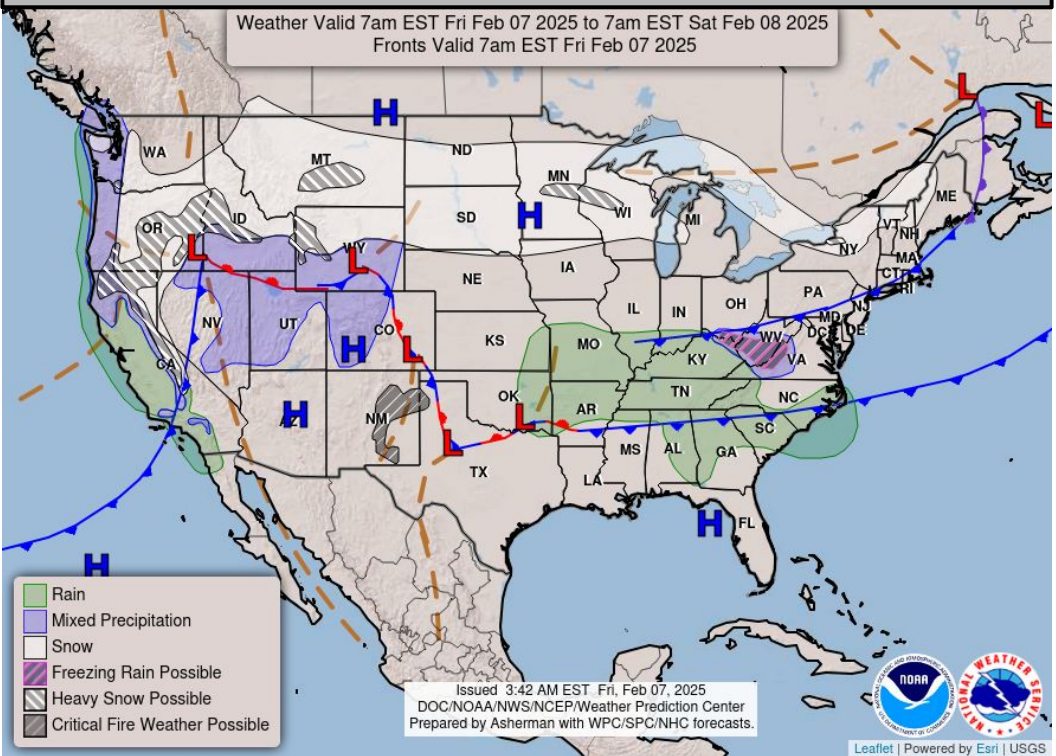 Weather Valid 7am EST Fri Feb 07 2025 to 7am EST Sat Feb 08 2025
Fronts Valid 7am EST Fri Feb 07 2025
L
L
H
WA
MT
ND
MN
ME
OR
ID
SD
H
WI
MI
VT
NH
NY
MA
CT
RI
L
L
WY
NE
IA
IL
IN
OH
PA
NJ
MD
DE
DC
NV
UT
H
CO
L
KS
MO
KY
WV
VA
CA
AZ
H
NM
OK
L
AR
TN
NC
SC
L
TX
LA
MS
AL
GA
H
FL
H
Rain
Mixed Precipitation
Snow
Freezing Rain Possible
Heavy Snow Possible
Critical Fire Weather Possible
Issued 3:42 AM EST Fri, Feb 07, 2025
DOC/NOAA/NWS/NCEP/Weather Prediction Center
Prepared by Asherman with WPC/SPC/NHC forecasts.
NOAA
NATIONAL WEATHER SERVICE
Leaflet | Powered by Esri | USGS